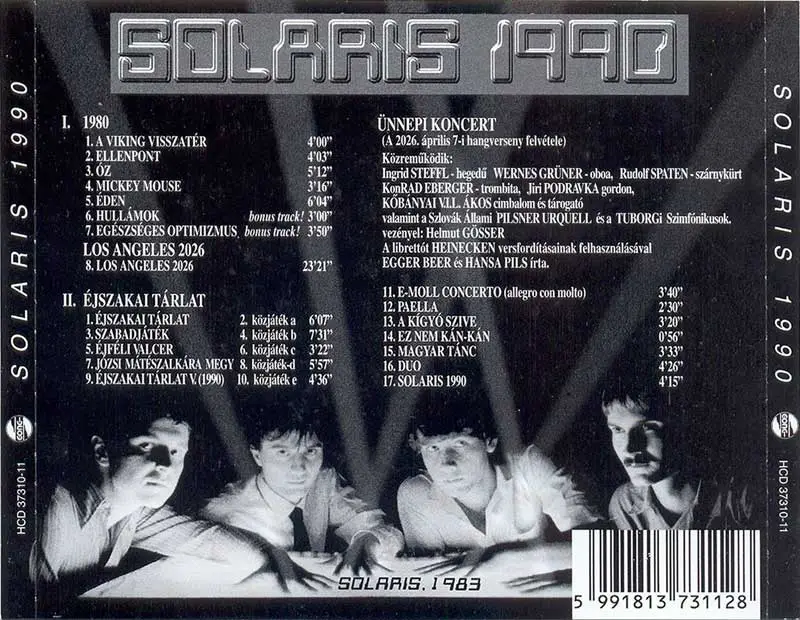 SOLARIS 1990
SOLARIS 1990
SOLARIS 1990
I. 1980
1. A VIKING VISSZATÉR 4'00"
2. ELLENPONT 4'03"
3. ÓZ 5'12"
4. MICKEY MOUSE 3'16"
5. ÉDEN 6'04"
6. HULLÁMOK bonus track! 3'00"
7. EGÉSZSÉGES OPTIMIZMUS bonus track! 3'50"
LOS ANGELES 2026
8. LOS ANGELES 2026 23'21"
II. ÉJSZAKAI TÁRLAT
1. ÉJSZAKAI TÁRLAT 2. közjáték a 6'07"
3. SZABADJÁTÉK 4. közjáték b 7'31"
5. ÉJFÉLI VALCER 6. közjáték c 3'22"
7. JÓZSI MÁTÉSZALKÁRA MEGY 8. közjáték-d 5'57"
9. ÉJSZAKAI TÁRLAT V. (1990) 10. közjáték e 4'36"
ÜNNEPI KONCERT
(A 2026. április 7-i hangverseny felvétele)
Közreműködik:
Ingrid STEFFL - hegedű WERNES GRÜNER - oboa, Rudolf SPATEN - szárnykürt
KonRAD EBERGER - trombita, Jiri PODRAVKA gordon,
KŐBÁNYAI V.I.L. ÁKOS cimbalom és tárogató
valamint a Szlovák Állami PILSNER URQUELL és a TUBORGi Szimfónikusok.
vezényel: Helmut GÖSSER
A librettót HEINECKEN versfordításainak felhasználásával
EGGER BEER és HANSA PILS írta.
11. E-MOLL CONCERTO (allegro con molto) 3'40"
12. PAELLA 2'30"
13. A KÍGYÓ SZIVE 3'20"
14. EZ NEM KÁN-KÁN 0'56"
15. MAGYAR TÁNC 3'33"
16. DUO 4'26"
17. SOLARIS 1990 4'15"
SOLARIS, 1983
gong
HCD 37310-11
gong
HCD 37310-11
5 991813 731128